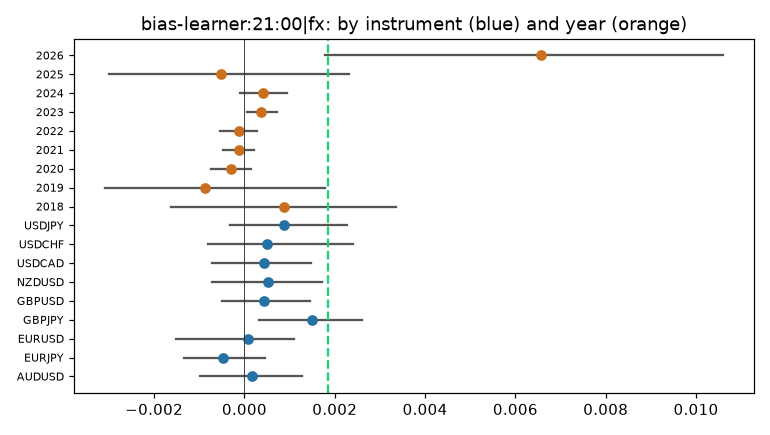 bias-learner:21:00|fx: by instrument (blue) and year (orange)
2026
2025
2024
2023
2022
2021
2020
2019
2018
USDJPY
USDCHF
USDCAD
NZDUSD
GBPUSD
GBPJPY
EURUSD
EURJPY
AUDUSD
−0.002 0.000 0.002 0.004 0.006 0.008 0.010